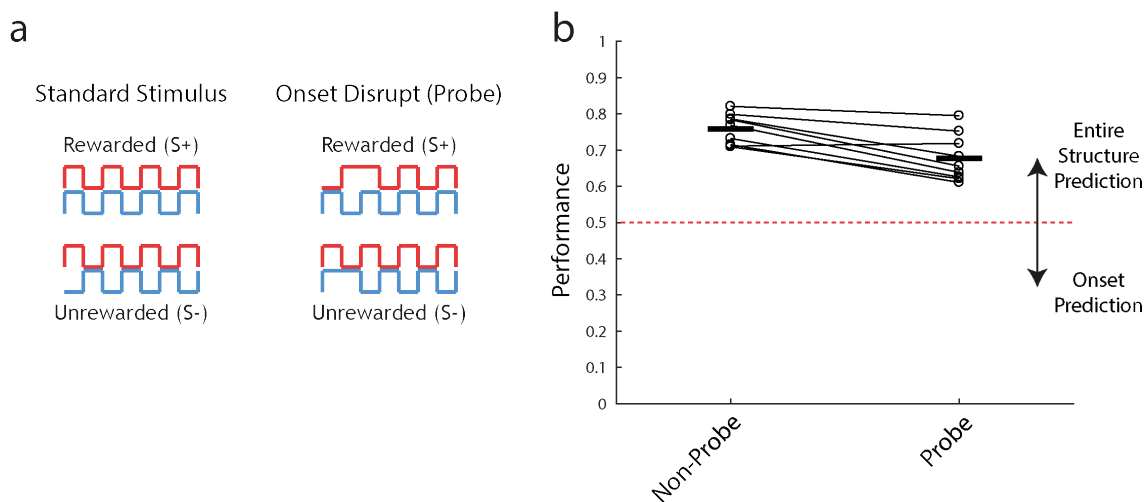 a
Standard Stimulus
Onset Disrupt (Probe)
Rewarded (S+)
Rewarded (S+)
Unrewarded (S-)
Unrewarded (S-)
b
Performance
1
0.9
0.8
0.7
0.6
0.5
0.4
0.3
0.2
0.1
0
Non-Probe
Probe
Entire
Structure
Prediction
Onset
Prediction